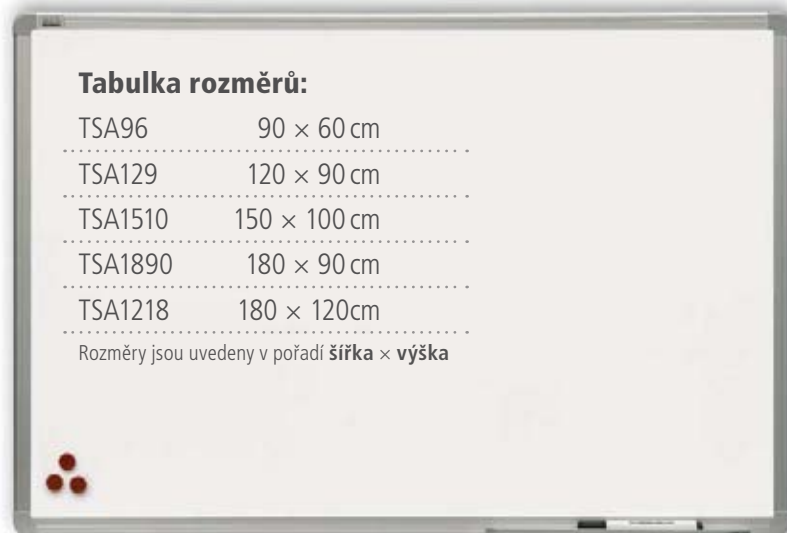 Tabulka rozměrů:
TSA96 90 × 60 cm
TSA129 120 × 90 cm
TSA1510 150 × 100 cm
TSA1890 180 × 90 cm
TSA1218 180 × 120cm
Rozměry jsou uvedeny v pořadí šířka × výška